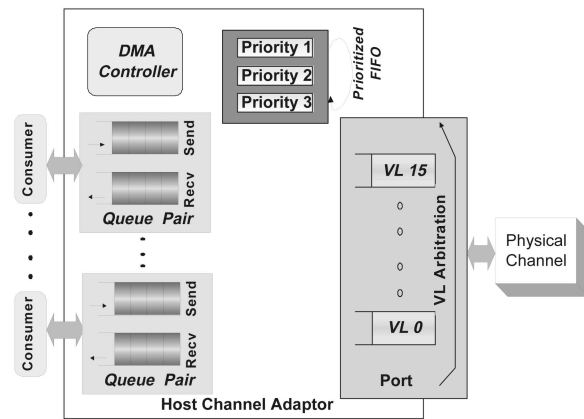 DMA
Controller
Priority 1
Priority 2
Priority 3
Prioritized
FIFO
Consumer
Send
Recv
Queue Pair
Consumer
Send
Recv
Queue Pair
VL 15
VL 0
VL Arbitration
Port
Physical
Channel
Host Channel Adaptor